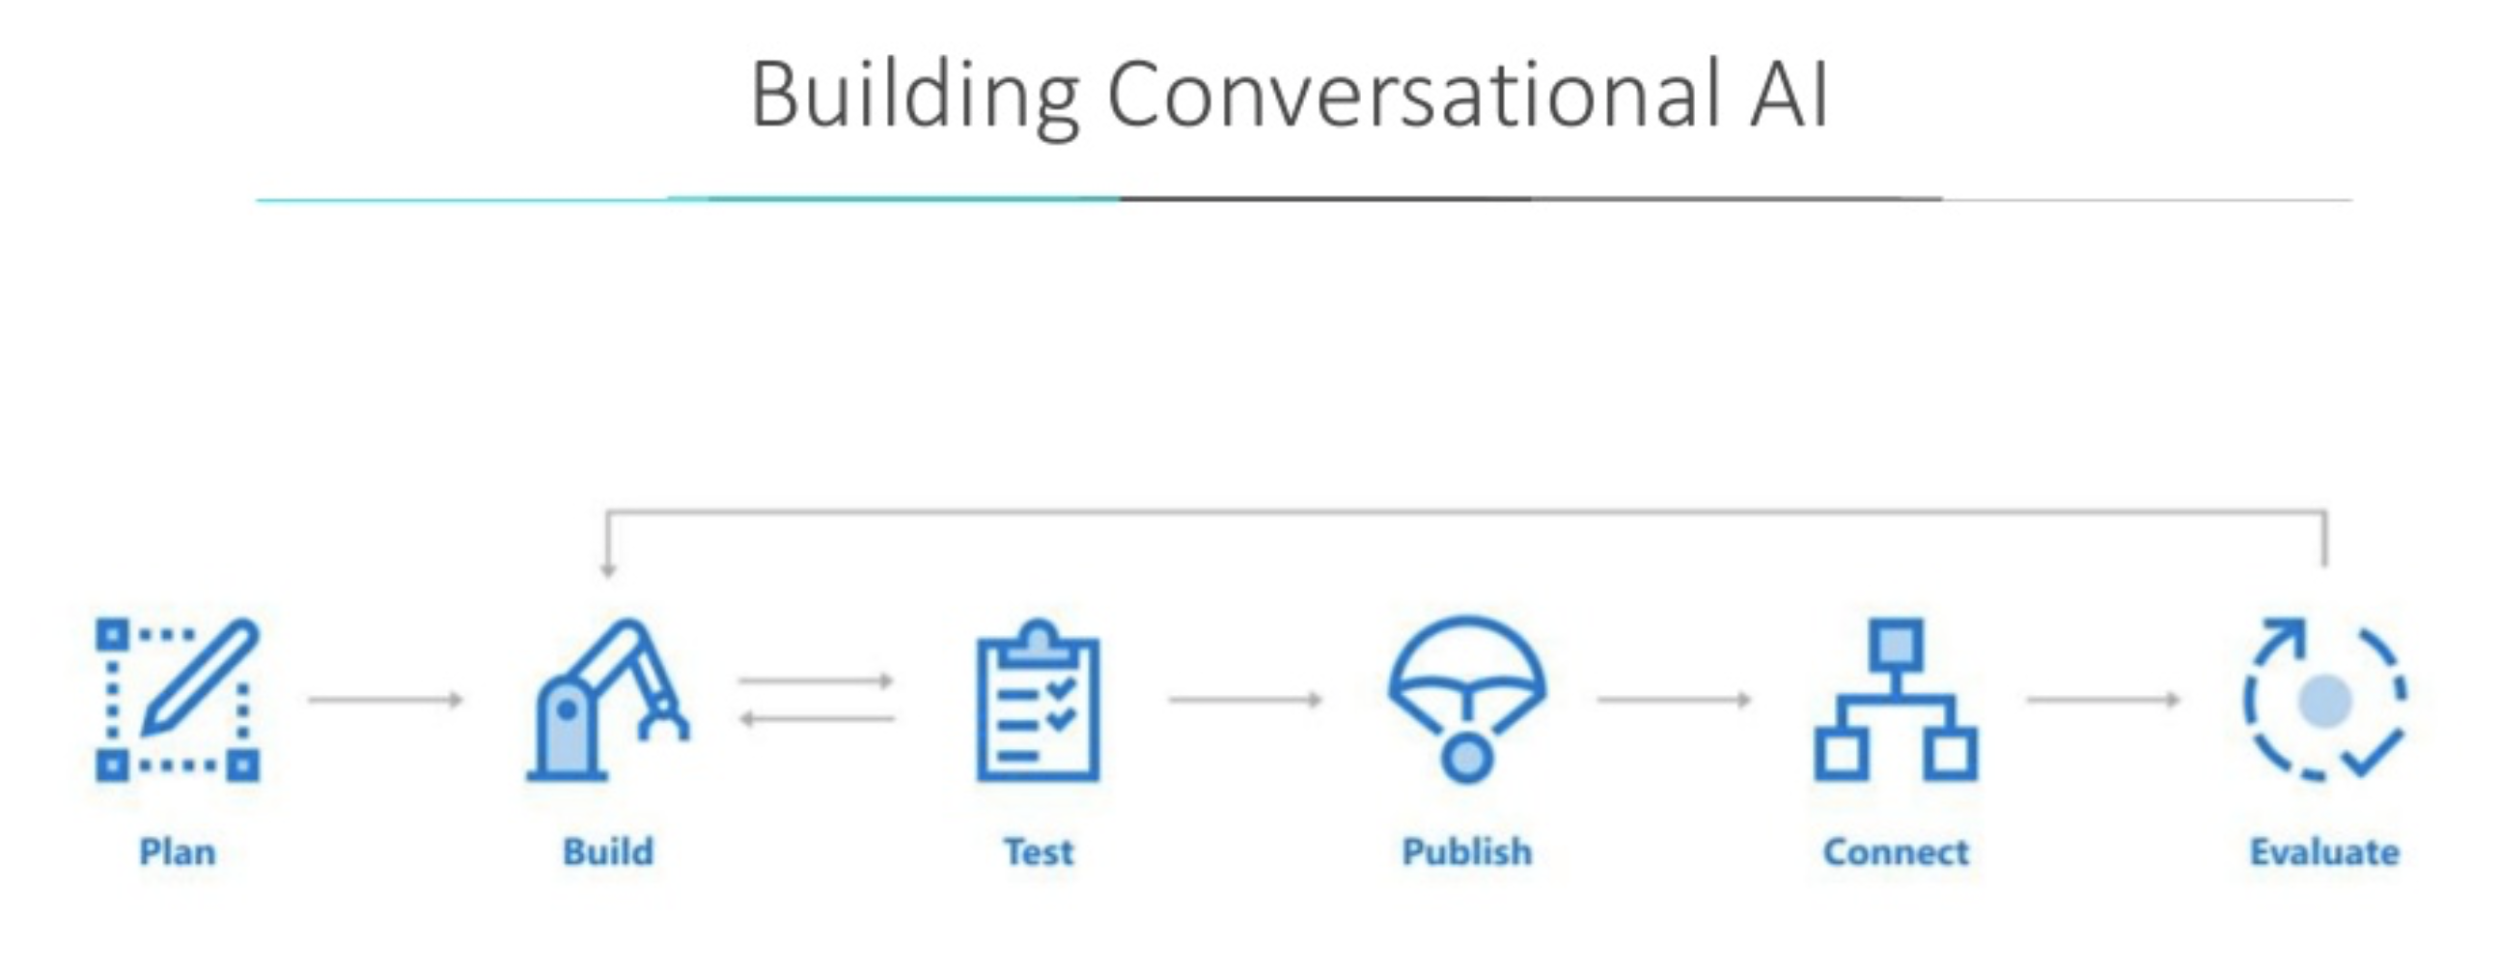 Building Conversational AI
Plan
Build
Test
Publish
Connect
Evaluate